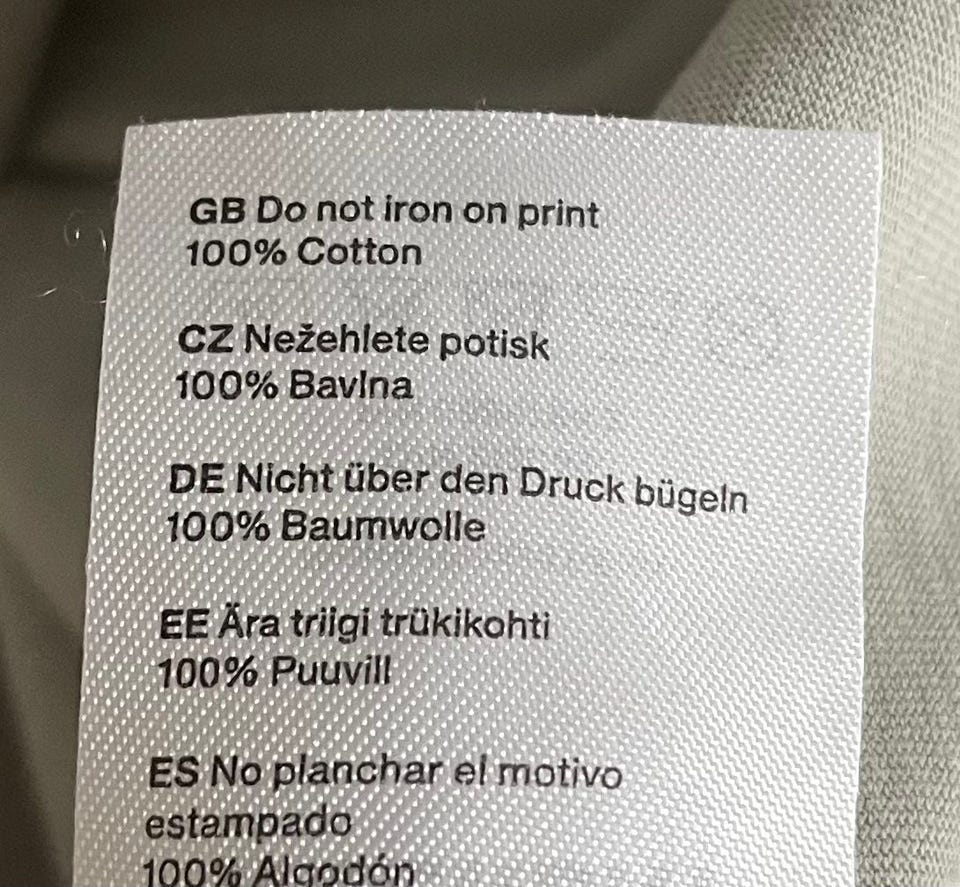 GB Do not iron on print
100% Cotton
CZ Nežehlete potisk
100% Bavlna
DE Nicht über den Druck bügeln
100% Baumwolle
EE Ära triigi trükikohti
100% Puuvill
ES No planchar el motivo
estampado
100% Algodón